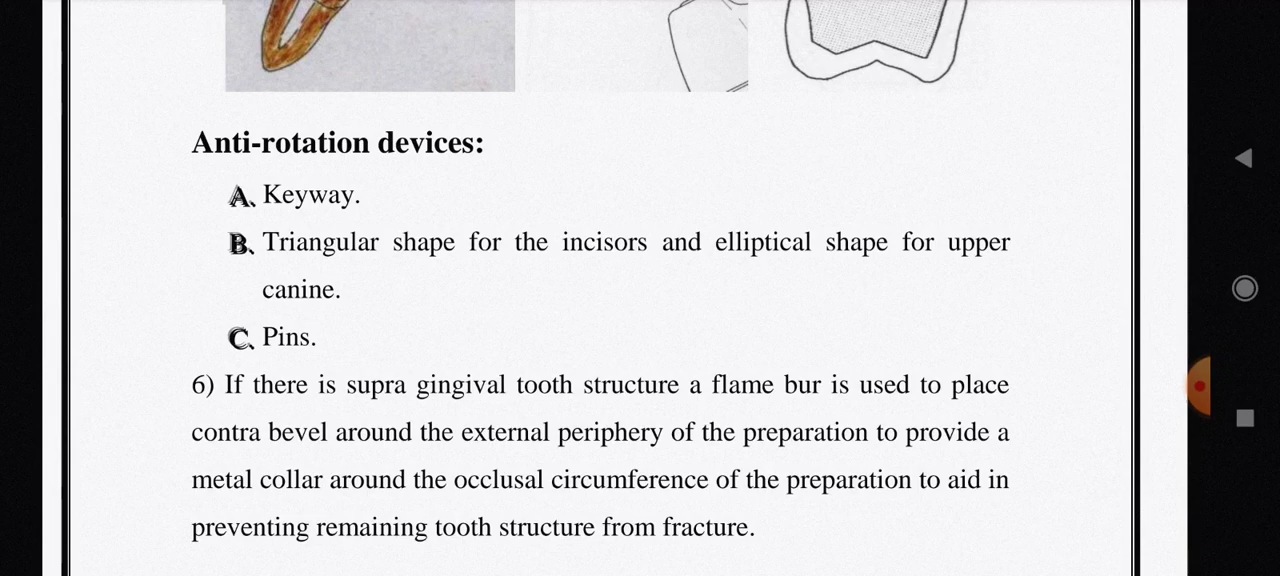 Anti-rotation devices:
A. Keyway.
B. Triangular shape for the incisors and elliptical shape for upper
canine.
C. Pins.
6) If there is supra gingival tooth structure a flame bur is used to place
contra bevel around the external periphery of the preparation to provide a
metal collar around the occlusal circumference of the preparation to aid in
preventing remaining tooth structure from fracture.